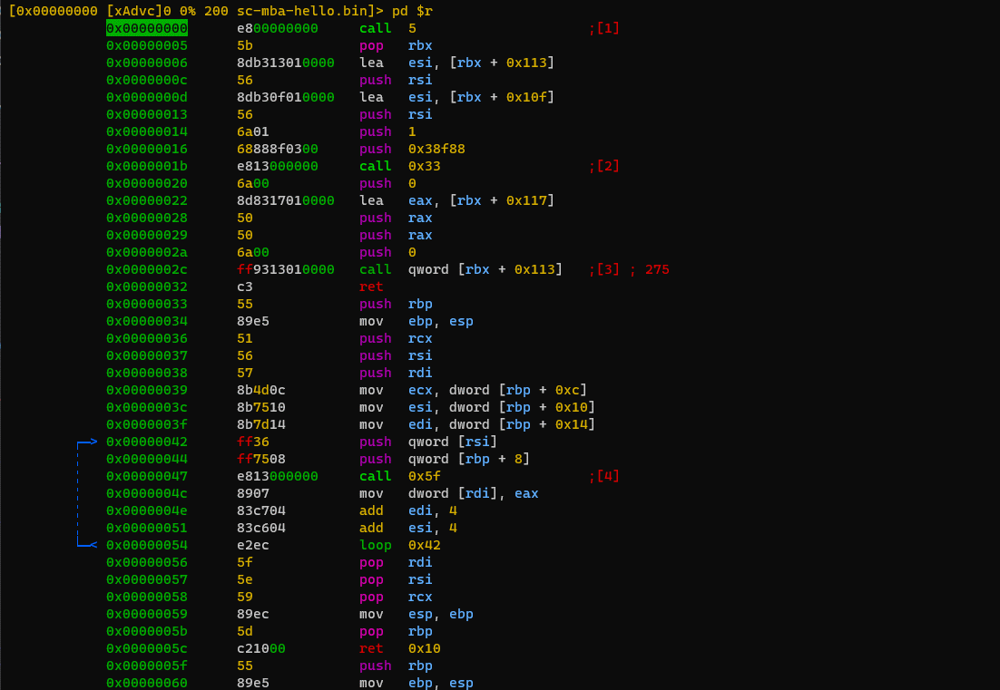 [0x00000000 [xAdvc]0 0% 200 sc-mba-hello.bin]> pd $r
0x00000000 e800000000 call 5 ;[1]
0x00000005 5b pop rbx
0x00000006 8db313010000 lea esi, [rbx + 0x113]
0x0000000c 56 push rsi
0x0000000d 8db30f010000 lea esi, [rbx + 0x10f]
0x00000013 56 push rsi
0x00000014 6a01 push 1
0x00000016 68888f0300 push 0x38f88
0x0000001b e813000000 call 0x33 ;[2]
0x00000020 6a00 push 0
0x00000022 8d8317010000 lea eax, [rbx + 0x117]
0x00000028 50 push rax
0x00000029 50 push rax
0x0000002a 6a00 push 0
0x0000002c ff9313010000 call qword [rbx + 0x113] ;[3] ; 275
0x00000032 c3 ret
0x00000033 55 push rbp
0x00000034 89e5 mov ebp, esp
0x00000036 51 push rcx
0x00000037 56 push rsi
0x00000038 57 push rdi
0x00000039 8b4d0c mov ecx, dword [rbp + 0xc]
0x0000003c 8b7510 mov esi, dword [rbp + 0x10]
0x0000003f 8b7d14 mov edi, dword [rbp + 0x14]
0x00000042 ff36 push qword [rsi]
0x00000044 ff7508 push qword [rbp + 8]
0x00000047 e813000000 call 0x5f ;[4]
0x0000004c 8907 mov dword [rdi], eax
0x0000004e 83c704 add edi, 4
0x00000051 83c604 add esi, 4
0x00000054 e2ec loop 0x42
0x00000056 5f pop rdi
0x00000057 5e pop rsi
0x00000058 59 pop rcx
0x00000059 89ec mov esp, ebp
0x0000005b 5d pop rbp
0x0000005c c21000 ret 0x10
0x0000005f 55 push rbp
0x00000060 89e5 mov ebp, esp